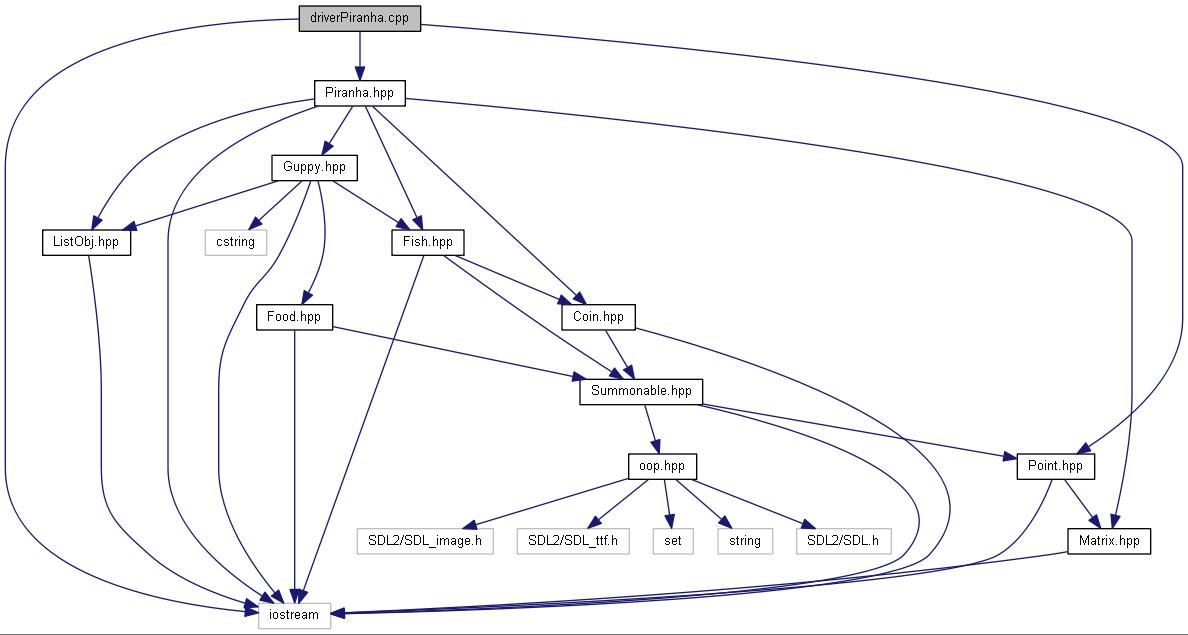 driverPiranha.cpp
Piranha.hpp
Guppy.hpp
ListObj.hpp
cstring
Fish.hpp
Food.hpp
Coin.hpp
Summonable.hpp
oop.hpp
Point.hpp
SDL2/SDL_image.h
SDL2/SDL_ttf.h
set
string
SDL2/SDL.h
Matrix.hpp
iostream